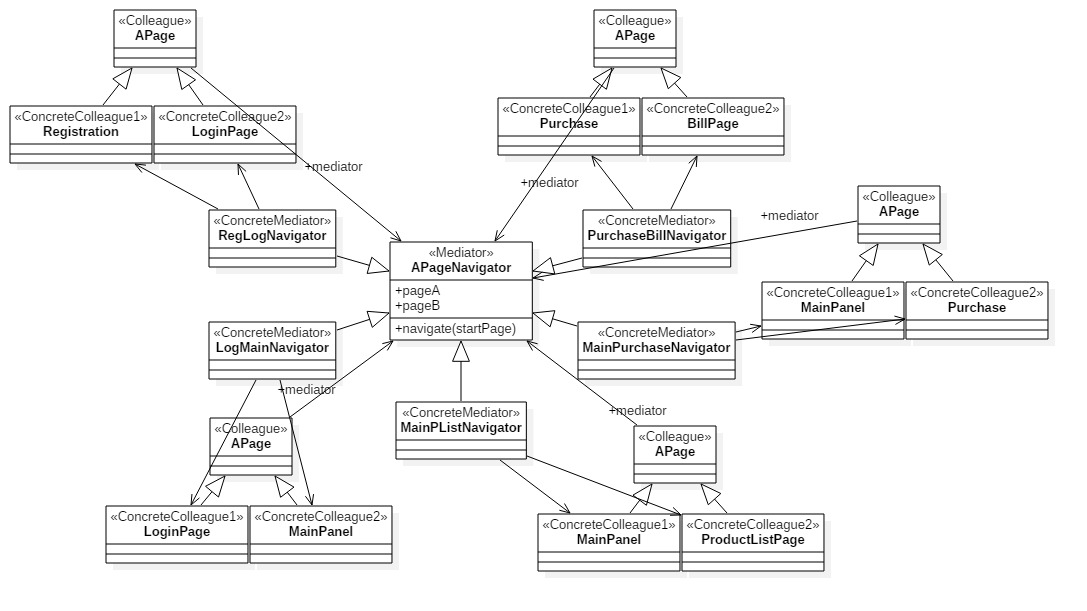 «Colleague»
APage
«ConcreteColleague1»
Registration
«ConcreteColleague2»
LoginPage
+mediator
«ConcreteMediator»
RegLogNavigator
«Colleague»
APage
«ConcreteColleague1»
Purchase
«ConcreteColleague2»
BillPage
+mediator
«ConcreteMediator»
PurchaseBillNavigator
«Colleague»
APage
+mediator
«ConcreteColleague1»
MainPanel
«ConcreteColleague2»
Purchase
«Mediator»
APageNavigator
+pageA
+pageB
+navigate(startPage)
«ConcreteMediator»
LogMainNavigator
«ConcreteMediator»
MainPurchaseNavigator
+mediator
«Colleague»
APage
«ConcreteColleague1»
LoginPage
«ConcreteColleague2»
MainPanel
«ConcreteMediator»
MainPListNavigator
+mediator
«Colleague»
APage
«ConcreteColleague1»
MainPanel
«ConcreteColleague2»
ProductListPage